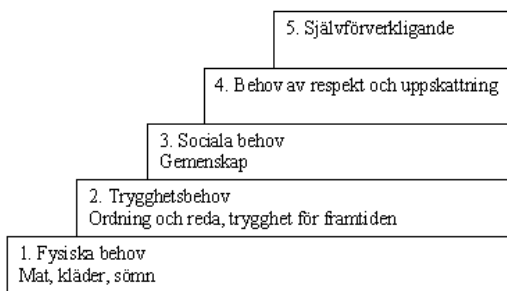 5. Självförverkligande
4. Behov av respekt och uppskattning
3. Sociala behov
Gemenskap
2. Trygghetsbehov
Ordning och reda, trygghet för framtiden
1. Fysiska behov
Mat, kläder, sömn